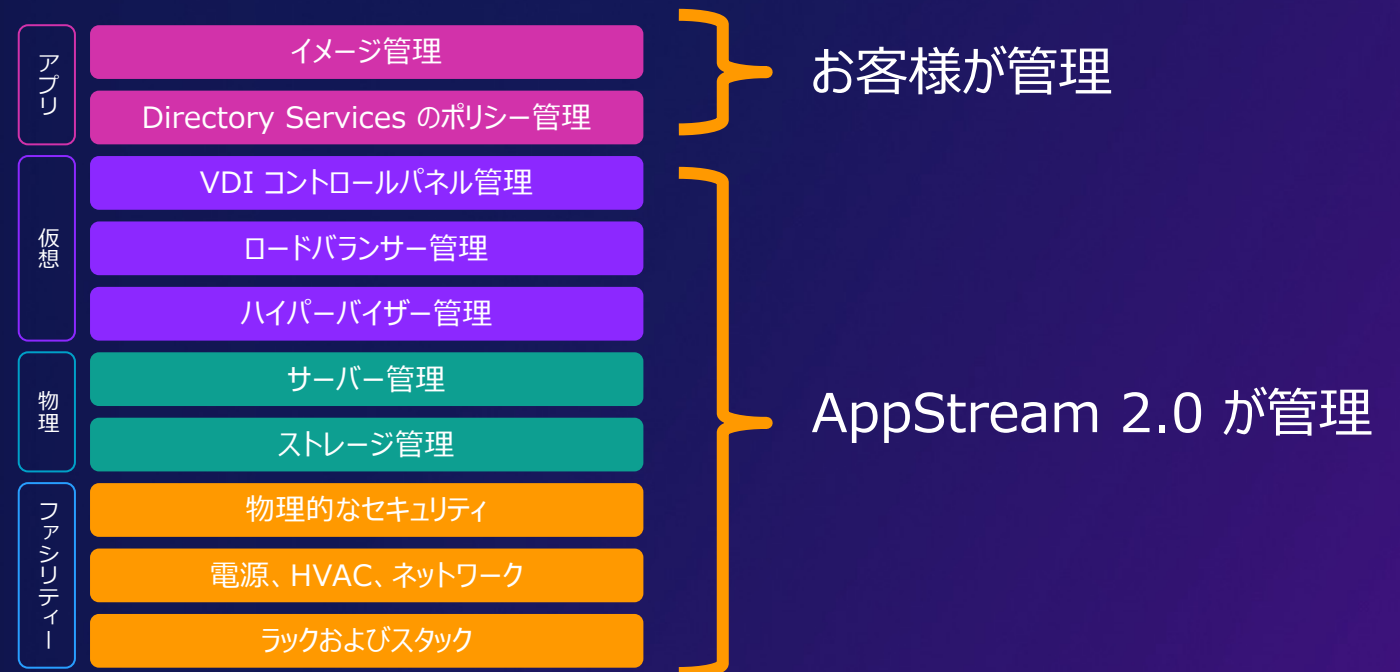 アプリ
イメージ管理
Directory Services のポリシー管理
お客様が管理
仮想
VDI コントロールパネル管理
ロードバランサー管理
ハイパーバイザー管理
物理
サーバー管理
ストレージ管理
AppStream 2.0 が管理
ファシリティー
物理的なセキュリティ
電源、HVAC、ネットワーク
ラックおよびスタック